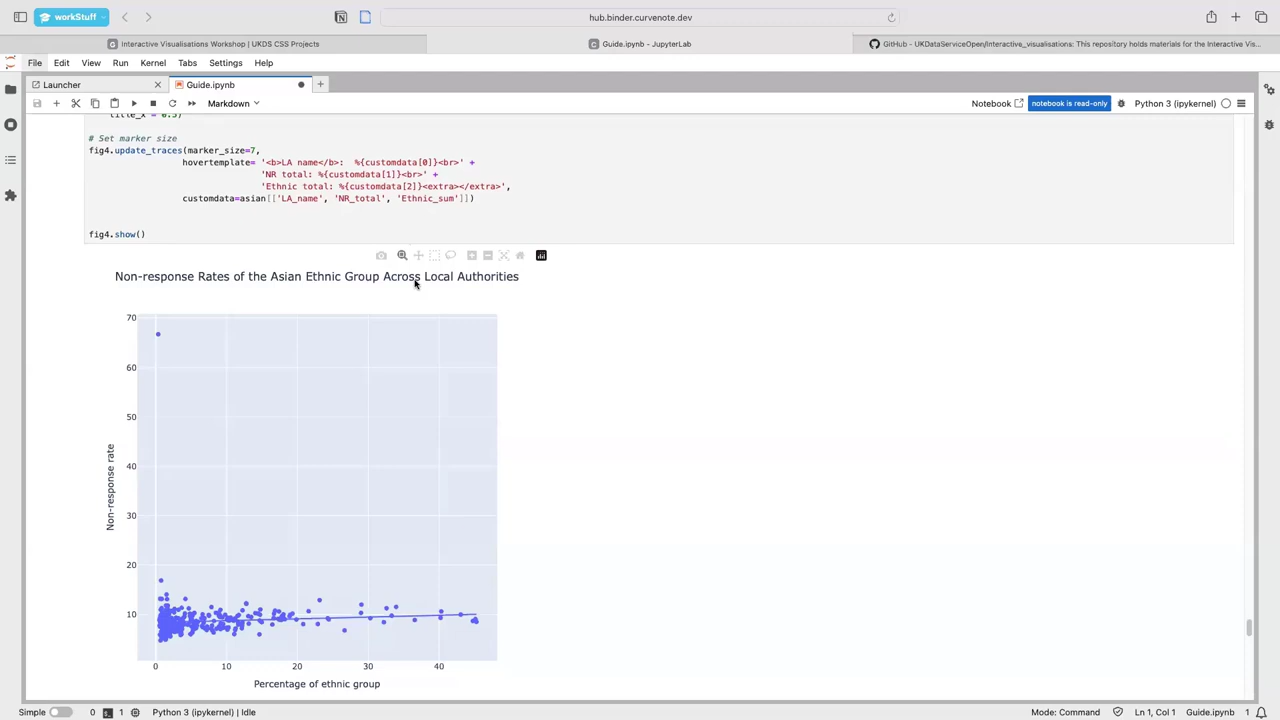 workStuff
hub.binder.curvenote.dev
Interactive Visualisations Workshop | UKDS CSS Projects
Guide.ipynb - JupyterLab
GitHub - UKDataServiceOpen/Interactive_visualisations: This repository holds materials for the Interactive Vis...
File Edit View Run Kernel Tabs Settings Help
Launcher
Guide.ipynb
Markdown
Notebook
notebook is read-only
Python 3 (ipykernel)
title_x = 0.5)
# Set marker size
fig4.update_traces(marker_size=7,
hovertemplate= '<b>LA name</b>:  %{customdata[0]}<br>' +
'NR total: %{customdata[1]}<br>' +
'Ethnic total: %{customdata[2]}<extra></extra>',
customdata=asian[['LA_name', 'NR_total', 'Ethnic_sum']])
fig4.show()
Non-response Rates of the Asian Ethnic Group Across Local Authorities
70
60
50
40
30
20
10
Non-response rate
0 10 20 30 40
Percentage of ethnic group
Simple
0
1
Python 3 (ipykernel) | Idle
Mode: Command
Ln 1, Col 1
Guide.ipynb
1